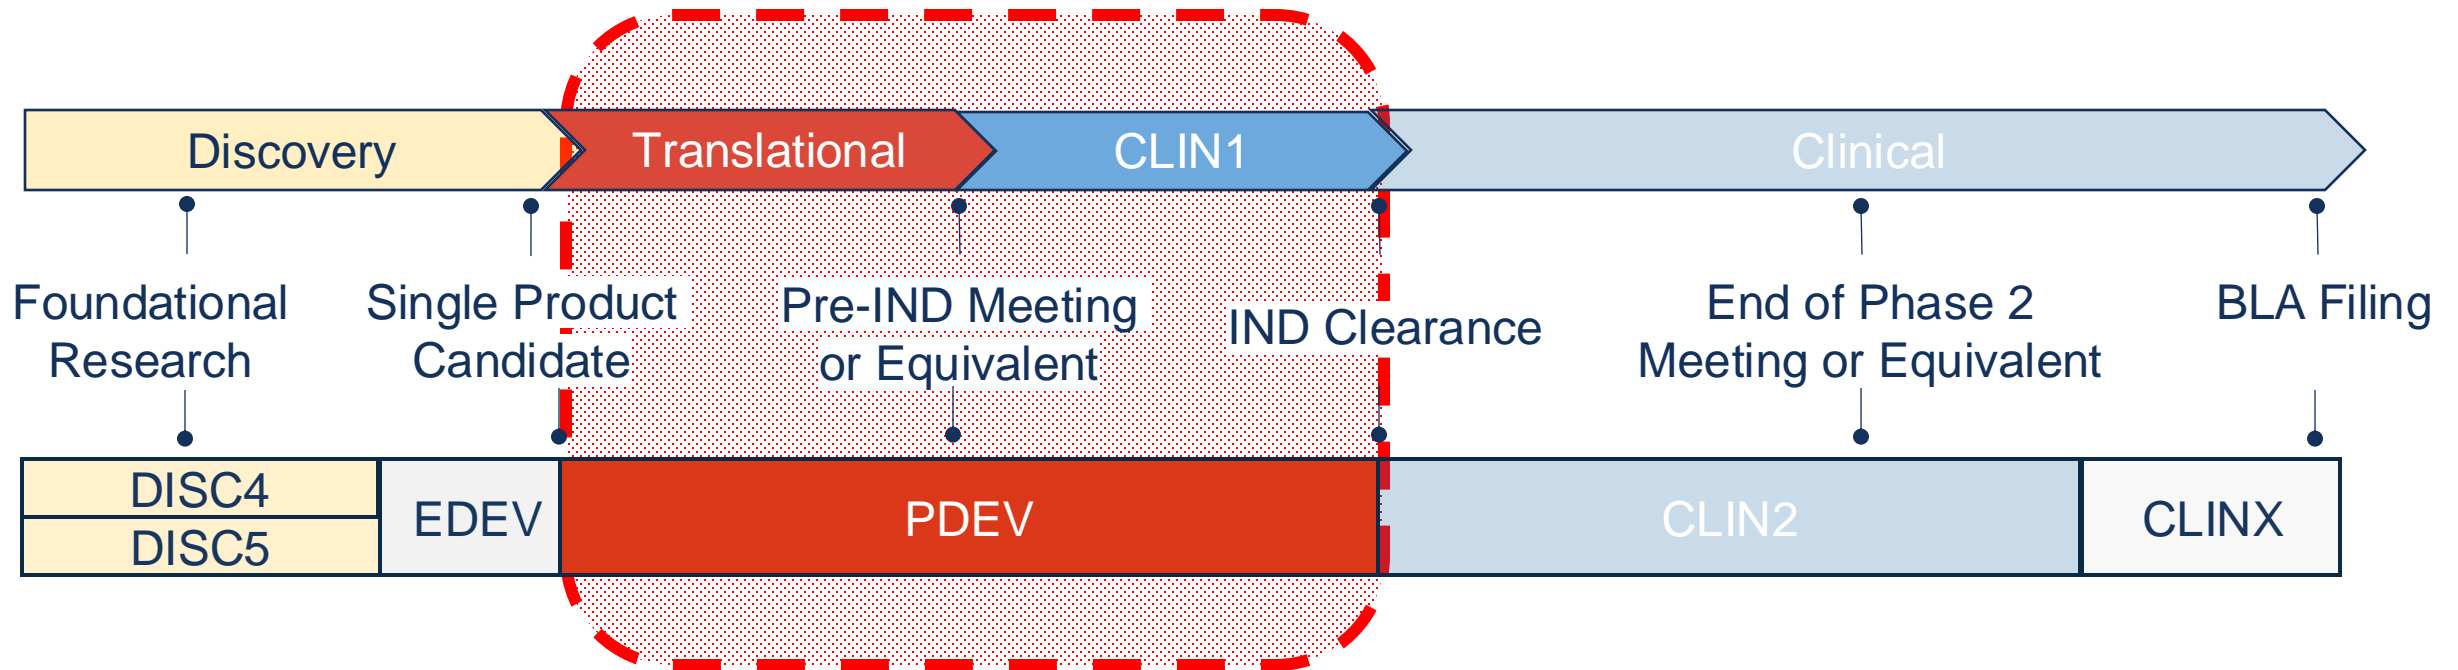 Discovery
Translational
CLIN1
Clinical
Foundational
Research
Single Product
Candidate
Pre-IND Meeting
or Equivalent
IND Clearance
End of Phase 2
Meeting or Equivalent
BLA Filing
DISC4
DISC5
EDEV
PDEV
CLIN2
CLINX